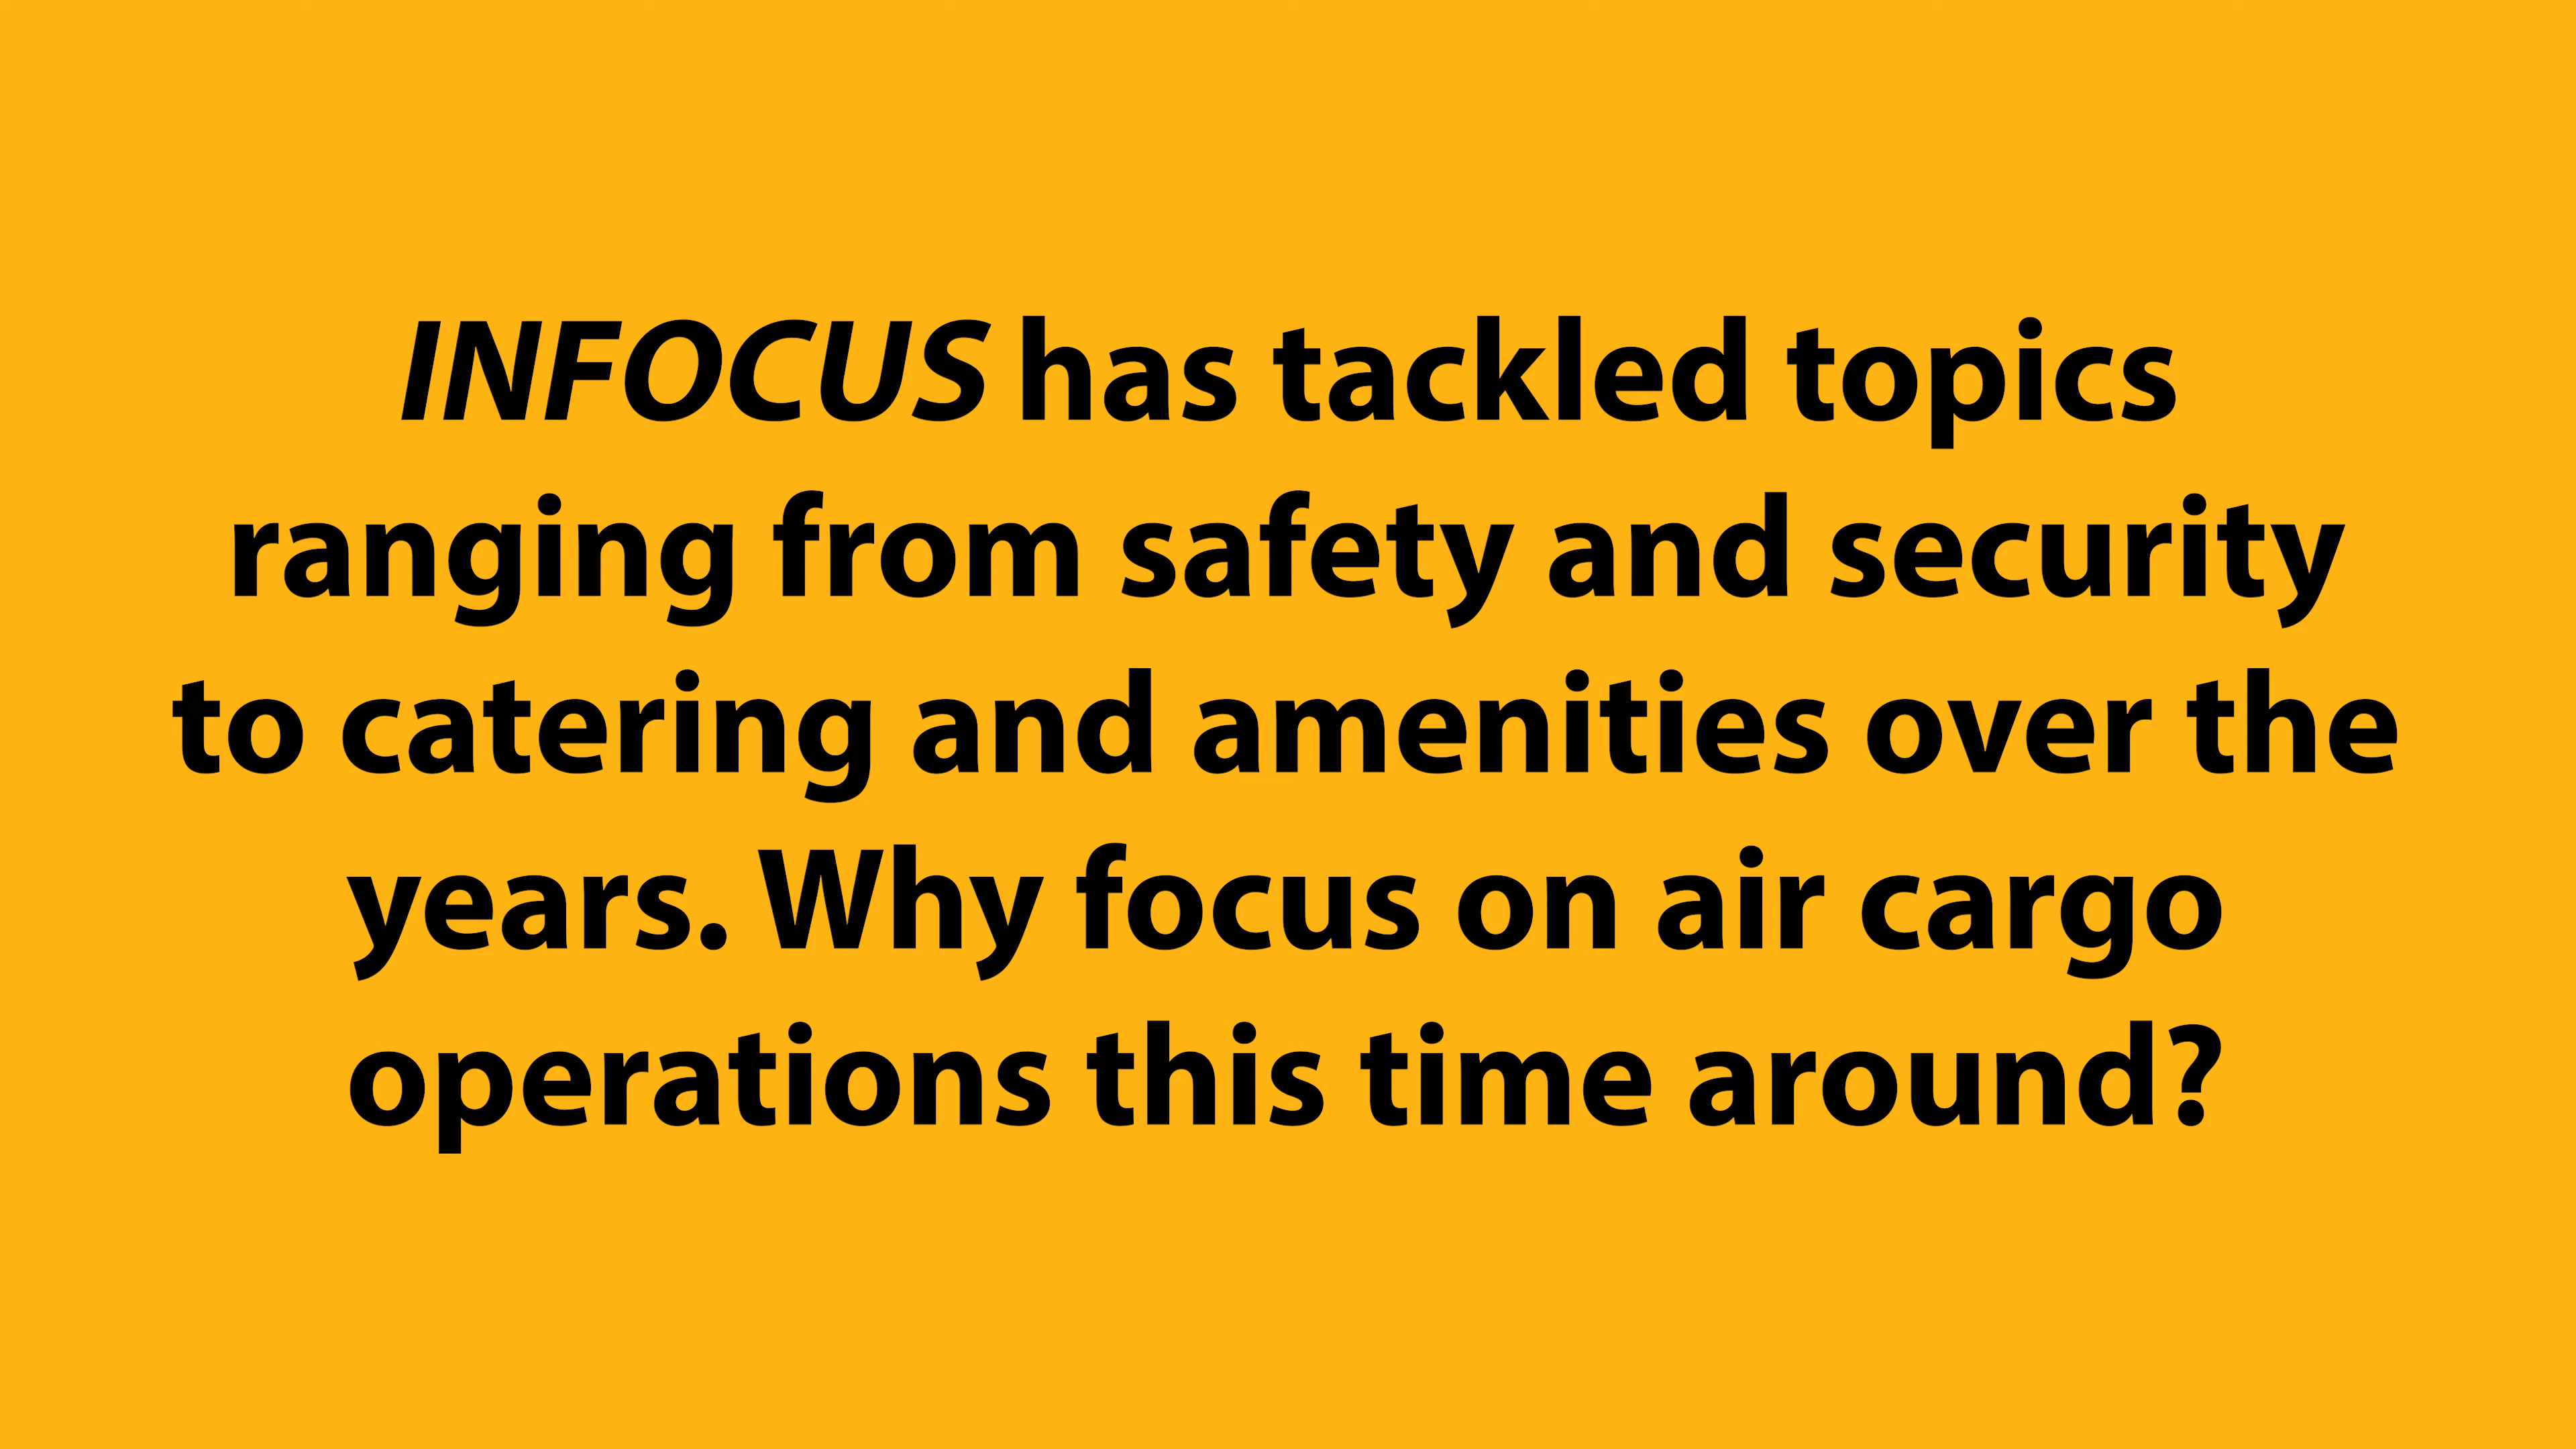 INFOCUS has tackled topics
ranging from safety and security
to catering and amenities over the
years. Why focus on air cargo
operations this time around?